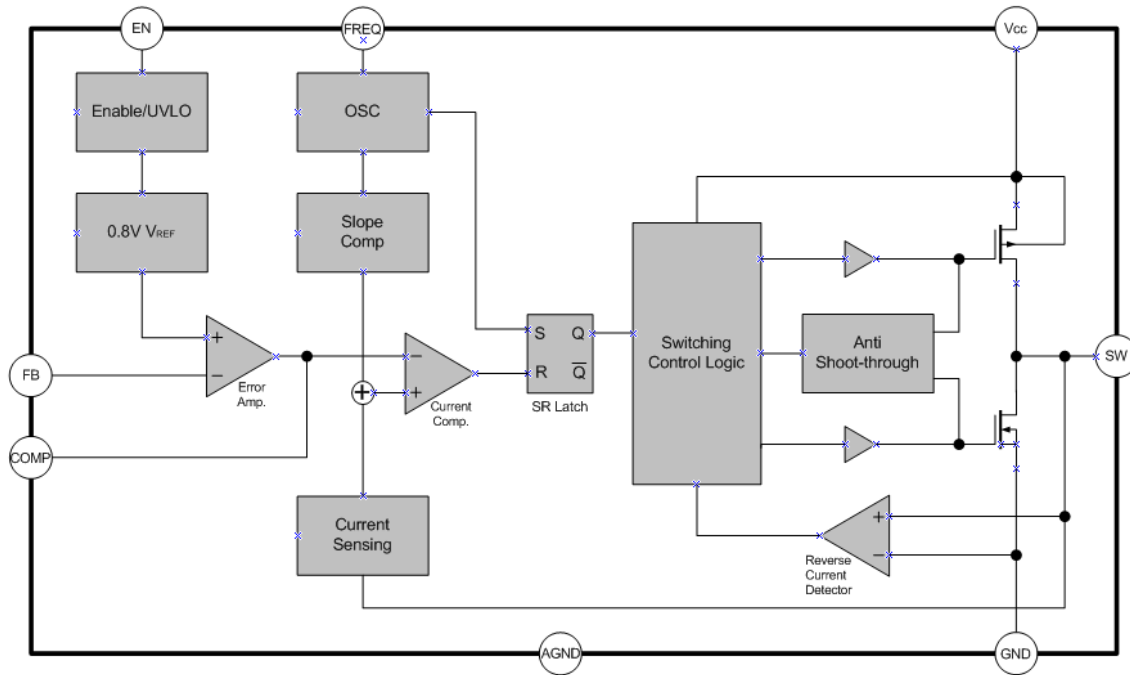 EN
FREQ
Vcc
Enable/UVLO
OSC
0.8V VREF
Slope
Comp
+
−
Error
Amp.
FB
COMP
−
+
+
Current
Comp.
S Q
R Q̅
SR Latch
Switching
Control Logic
Anti
Shoot-through
SW
Current
Sensing
+
−
Reverse
Current
Detector
AGND
GND